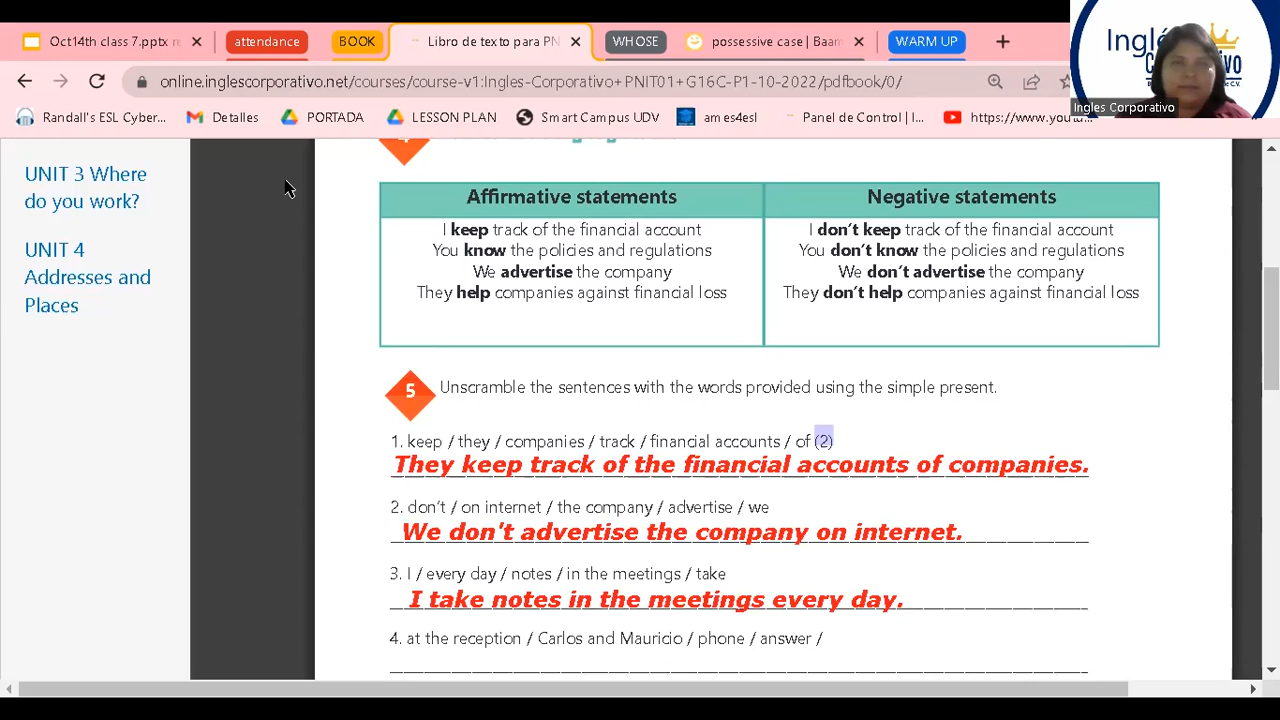 Oct14th class 7.pptx
attendance
BOOK
Libro de texto para PN
WHOSE
possessive case | Baam
WARM UP
online.inglescorporativo.net/courses/course-v1:Ingles-Corporativo+PNIT01+G16C-P1-10-2022/pdfbook/0/
Ingles Corporativo
Randall's ESL Cyber...
Detalles
PORTADA
LESSON PLAN
Smart Campus UDV
ames4esl
Panel de Control | I...
https://www.youtu...
UNIT 3 Where
do you work?
UNIT 4
Addresses and
Places
Affirmative statements
Negative statements
I keep track of the financial account
I don't keep track of the financial account
You know the policies and regulations
You don't know the policies and regulations
We advertise the company
We don't advertise the company
They help companies against financial loss
They don't help companies against financial loss
5 Unscramble the sentences with the words provided using the simple present.
1. keep / they / companies / track / financial accounts / of (2)
They keep track of the financial accounts of companies.
2. don't / on internet / the company / advertise / we
We don't advertise the company on internet.
3. I / every day / notes / in the meetings / take
I take notes in the meetings every day.
4. at the reception / Carlos and Mauricio / phone / answer /